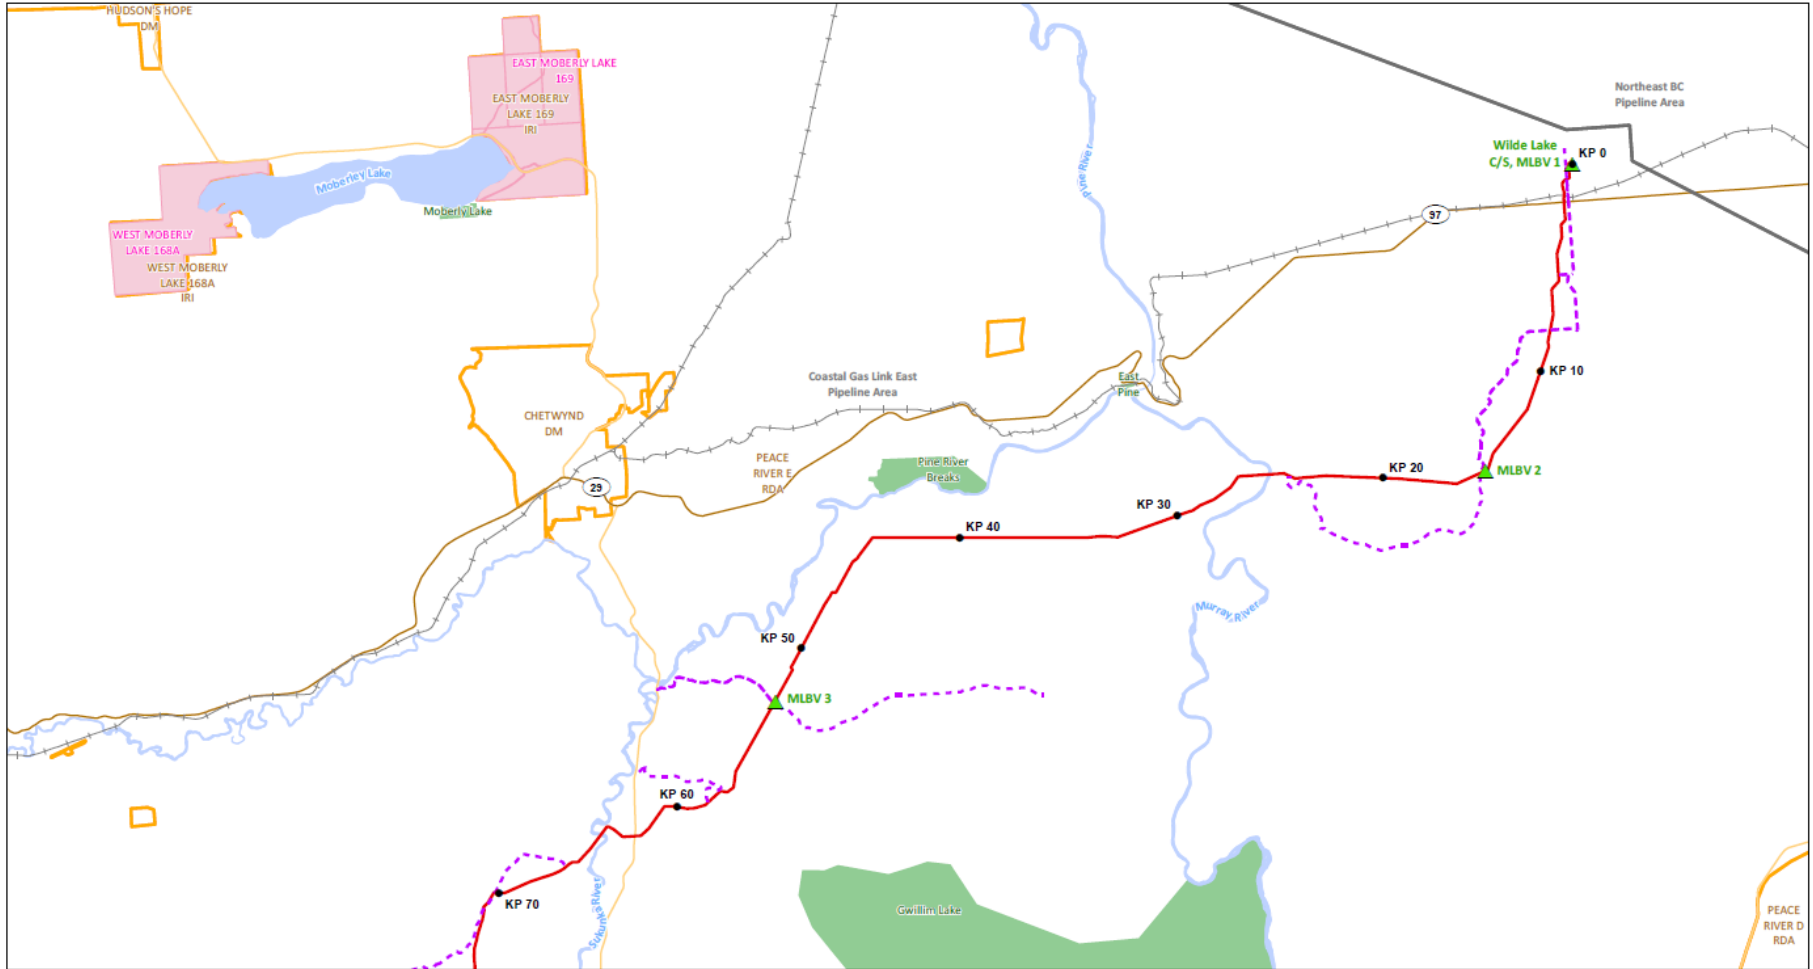 HUDSON'S HOPE
DM
EAST MOBERLY LAKE
169
EAST MOBERLY
LAKE 169
IRI
Northeast BC
Pipeline Area
Wilde Lake
C/S, MLBV 1
KP 0
Pine River
Moberley Lake
Moberly Lake
97
WEST MOBERLY
LAKE 168A
WEST MOBERLY
LAKE 168A
IRI
Coastal Gas Link East
Pipeline Area
East
Pine
KP 10
CHETWYND
DM
PEACE
RIVER E
RDA
Pine River
Breaks
KP 20
MLBV 2
29
KP 30
KP 40
Murray River
KP 50
MLBV 3
KP 60
KP 70
Sukunka River
Gwillim Lake
PEACE
RIVER D
RDA